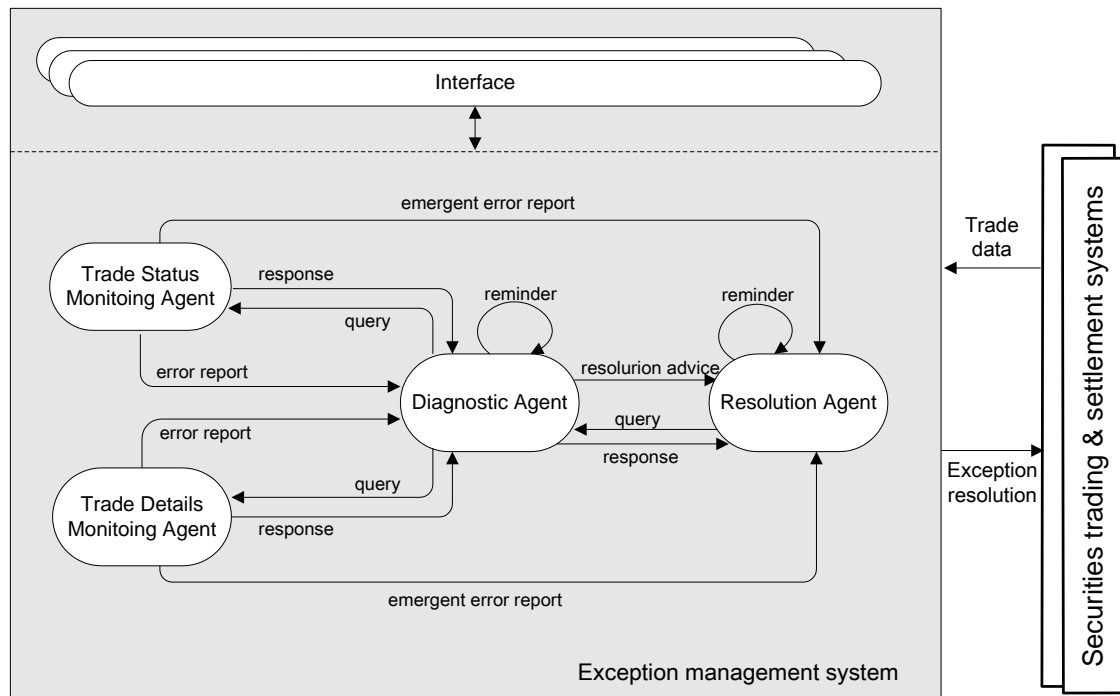 Interface
emergent error report
Trade Status
Monitoing Agent
response
query
error report
reminder
reminder
resolurion advice
Diagnostic Agent
Resolution Agent
query
response
error report
query
Trade Details
Monitoing Agent
response
emergent error report
Exception management system
Trade
data
Exception
resolution
Securities trading & settlement systems